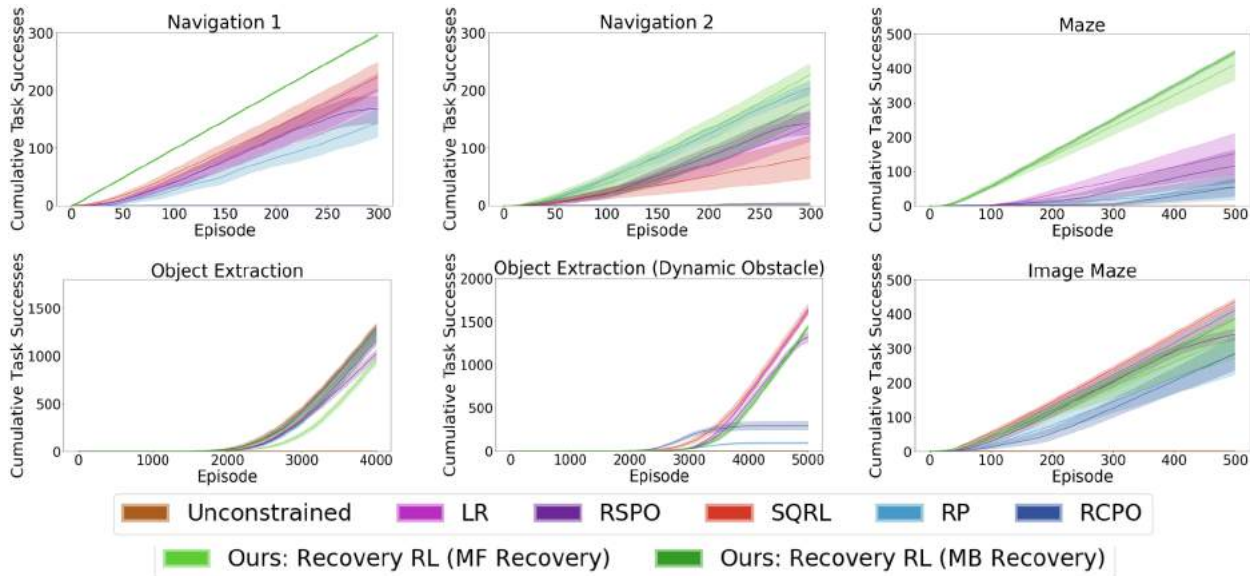 Navigation 1
Cumulative Task Successes
300
200
100
0
0 50 100 150 200 250 300
Episode
Navigation 2
Cumulative Task Successes
300
200
100
0
0 50 100 150 200 250 300
Episode
Maze
Cumulative Task Successes
500
400
300
200
100
0
0 100 200 300 400 500
Episode
Object Extraction
Cumulative Task Successes
1500
1000
500
0
0 1000 2000 3000 4000
Episode
Object Extraction (Dynamic Obstacle)
Cumulative Task Successes
2000
1500
1000
500
0
0 1000 2000 3000 4000 5000
Episode
Image Maze
Cumulative Task Successes
500
400
300
200
100
0
0 100 200 300 400 500
Episode
Unconstrained LR RSPO SQRL RP RCPO
Ours: Recovery RL (MF Recovery) Ours: Recovery RL (MB Recovery)